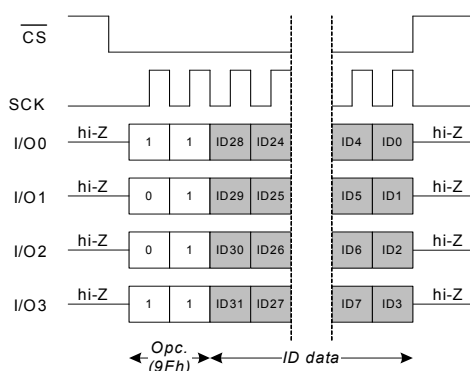 CS
SCK
I/O0 hi-Z 1 1 ID28 ID24 ID4 ID0 hi-Z
I/O1 hi-Z 0 1 ID29 ID25 ID5 ID1 hi-Z
I/O2 hi-Z 0 1 ID30 ID26 ID6 ID2 hi-Z
I/O3 hi-Z 1 1 ID31 ID27 ID7 ID3 hi-Z
Opc. ID data
(9Eh)